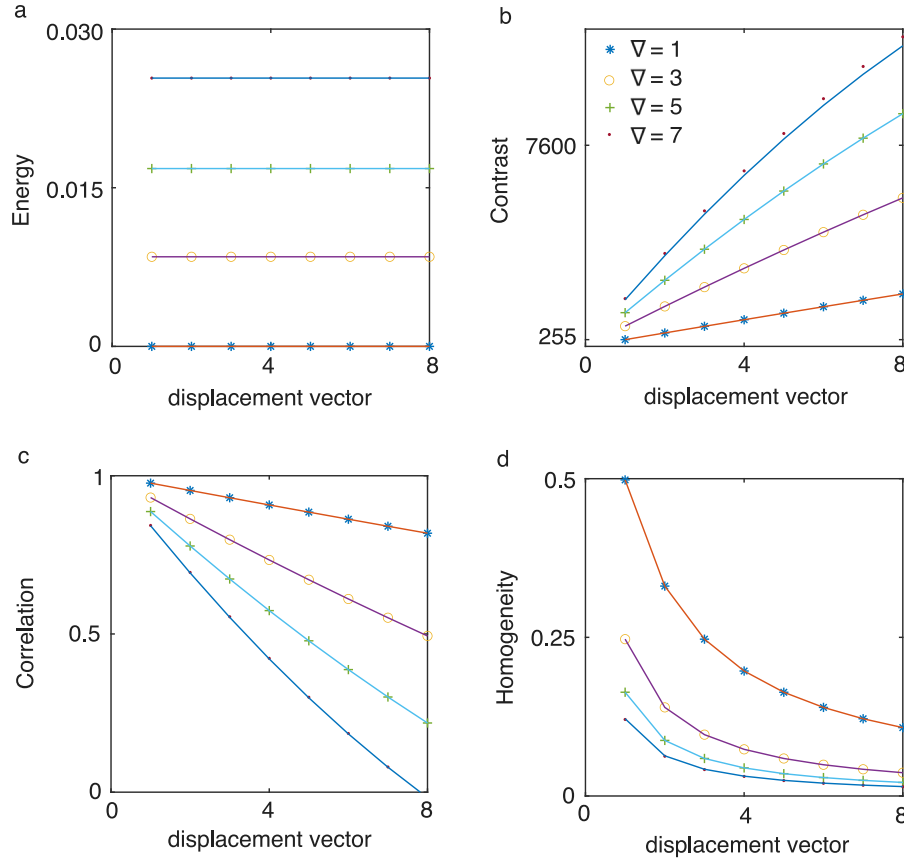 a
0.030
0.015
0
Energy
0
4
8
displacement vector
b
∇ = 1
∇ = 3
∇ = 5
∇ = 7
7600
255
Contrast
0
4
8
displacement vector
c
1
0.5
0
Correlation
0
4
8
displacement vector
d
0.5
0.25
0
Homogeneity
0
4
8
displacement vector